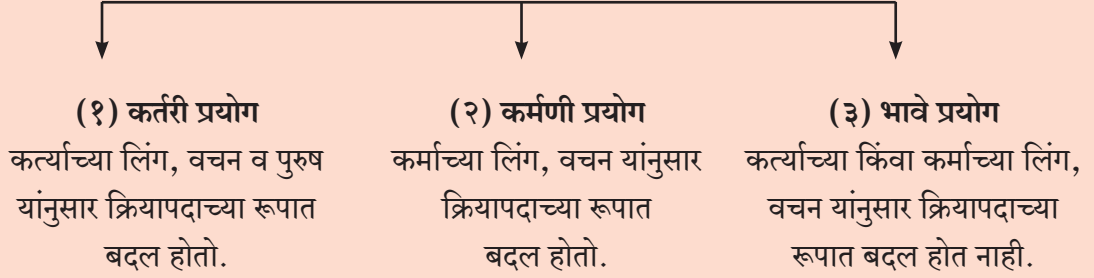 (१) कर्तरी प्रयोग
कर्त्याच्या लिंग, वचन व पुरुष
यांनुसार क्रियापदाच्या रूपात
बदल होतो.
(२) कर्मणी प्रयोग
कर्माच्या लिंग, वचन यांनुसार
क्रियापदाच्या रूपात
बदल होतो.
(३) भावे प्रयोग
कर्त्याच्या किंवा कर्माच्या लिंग,
वचन यांनुसार क्रियापदाच्या
रूपात बदल होत नाही.